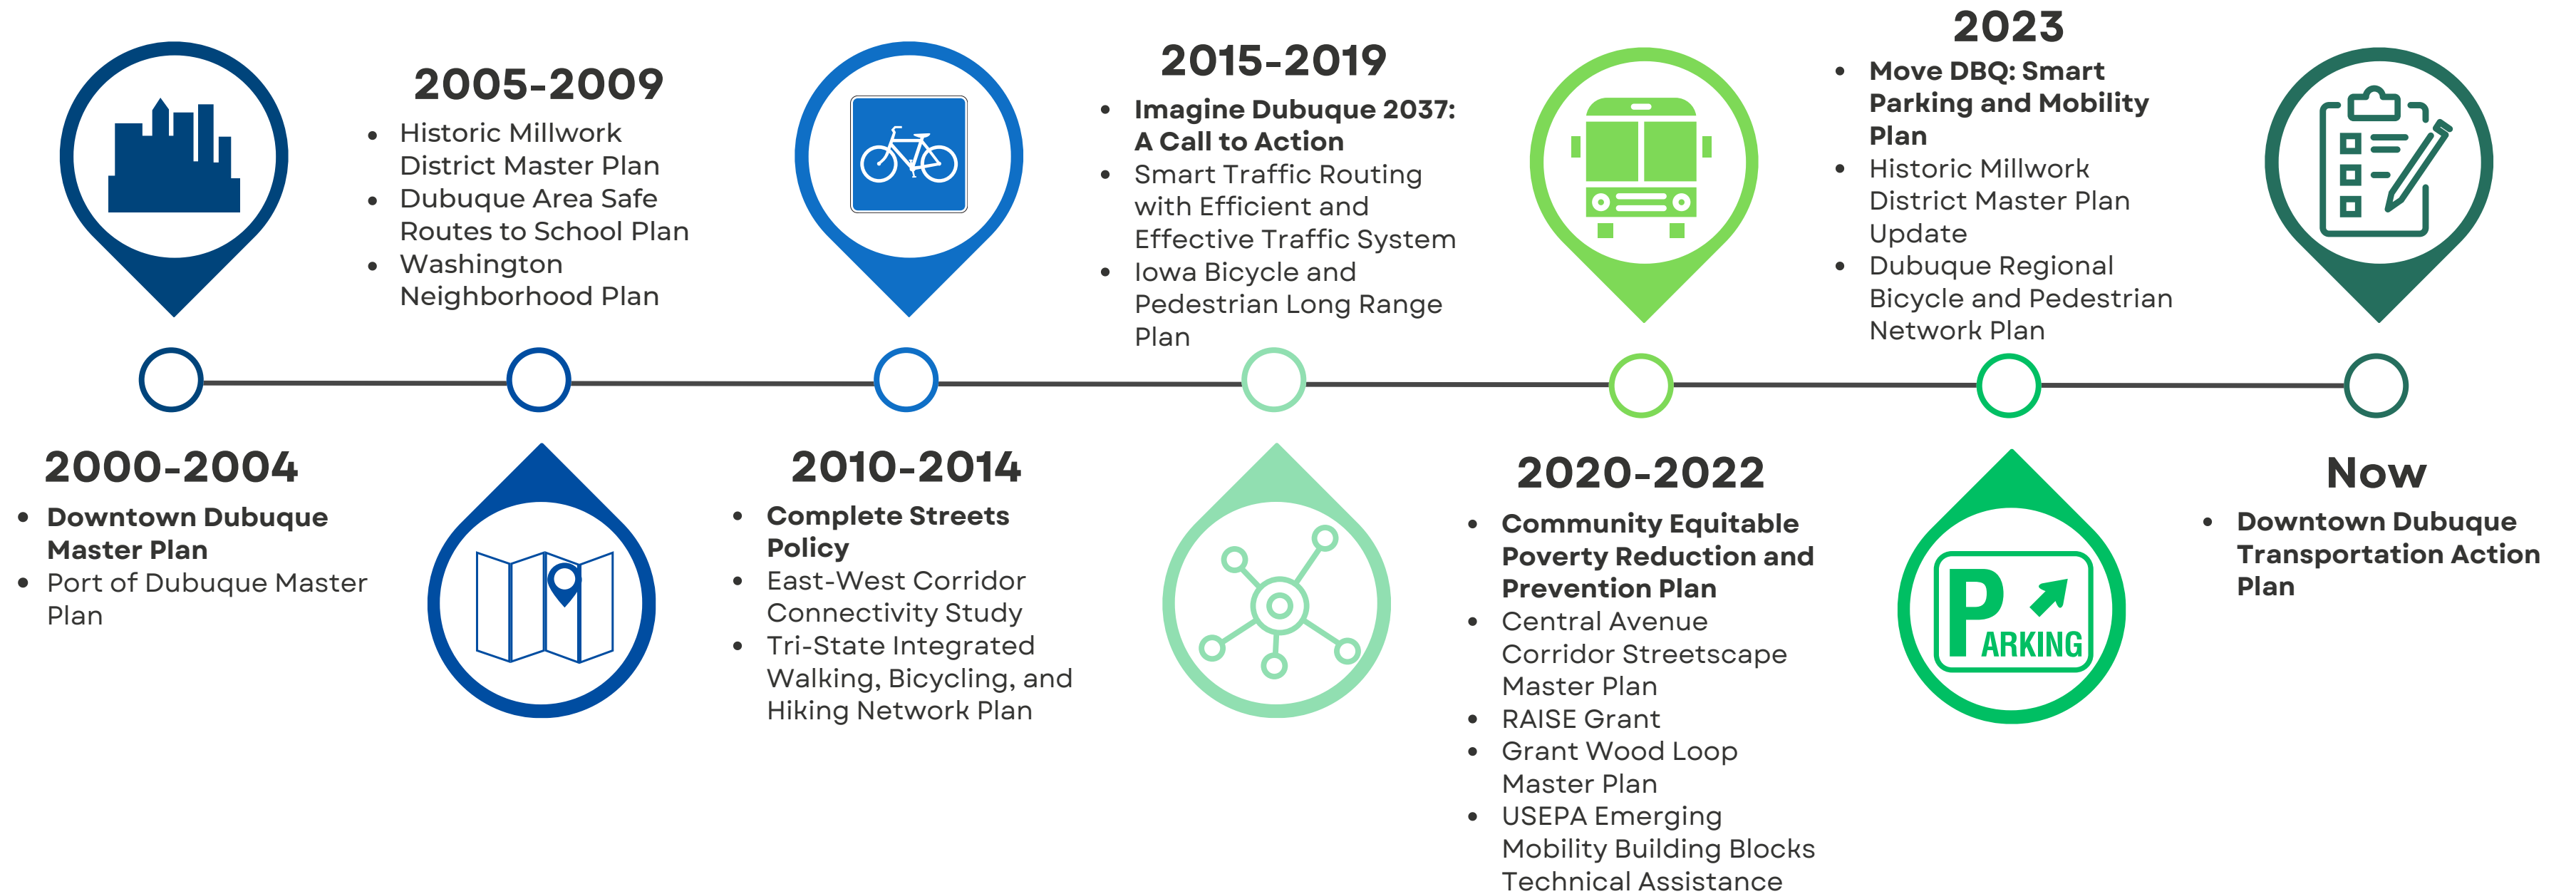 2000-2004
• Downtown Dubuque
Master Plan
• Port of Dubuque Master
Plan
2005-2009
• Historic Millwork
District Master Plan
• Dubuque Area Safe
Routes to School Plan
• Washington
Neighborhood Plan
2010-2014
• Complete Streets
Policy
• East-West Corridor
Connectivity Study
• Tri-State Integrated
Walking, Bicycling, and
Hiking Network Plan
2015-2019
• Imagine Dubuque 2037:
A Call to Action
• Smart Traffic Routing
with Efficient and
Effective Traffic System
• Iowa Bicycle and
Pedestrian Long Range
Plan
2020-2022
• Community Equitable
Poverty Reduction and
Prevention Plan
• Central Avenue
Corridor Streetscape
Master Plan
• RAISE Grant
• Grant Wood Loop
Master Plan
• USEPA Emerging
Mobility Building Blocks
Technical Assistance
2023
• Move DBQ: Smart
Parking and Mobility
Plan
• Historic Millwork
District Master Plan
Update
• Dubuque Regional
Bicycle and Pedestrian
Network Plan
PARKING
Now
• Downtown Dubuque
Transportation Action
Plan